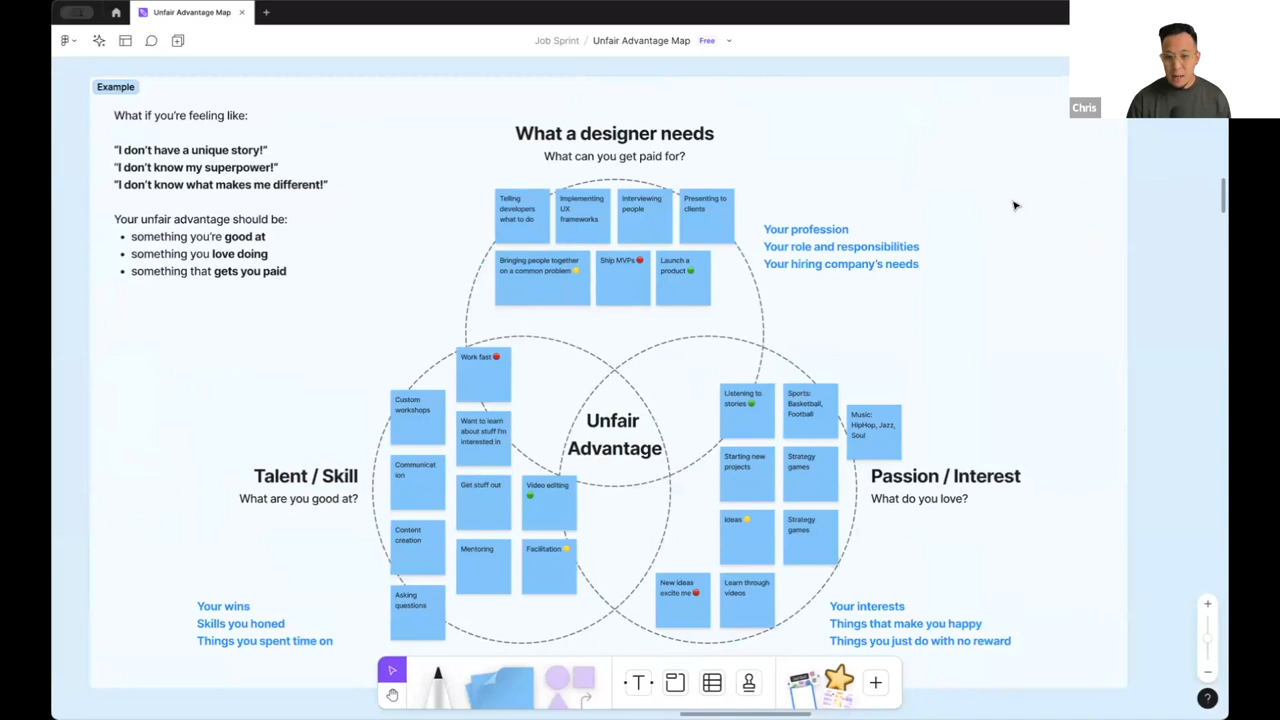 Unfair Advantage Map
Job Sprint / Unfair Advantage Map Free
Chris
Example
What if you're feeling like:
"I don't have a unique story!"
"I don't know my superpower!"
"I don't know what makes me different!"
Your unfair advantage should be:
• something you're good at
• something you love doing
• something that gets you paid
What a designer needs
What can you get paid for?
Telling
developers
what to do
Implementing
UX
frameworks
Interviewing
people
Presenting to
clients
Bringing people together
on a common problem
Ship MVPs
Launch a
product
Your profession
Your role and responsibilities
Your hiring company's needs
Work fast
Custom
workshops
Want to learn
about stuff I'm
interested in
Communicat
ion
Get stuff out
Video editing
Content
creation
Mentoring
Facilitation
Asking
questions
Talent / Skill
What are you good at?
Your wins
Skills you honed
Things you spent time on
Unfair
Advantage
Listening to
stories
Sports:
Basketball,
Football
Music:
HipHop, Jazz,
Soul
Starting new
projects
Strategy
games
Ideas
Strategy
games
New ideas
excite me
Learn through
videos
Passion / Interest
What do you love?
Your interests
Things that make you happy
Things you just do with no reward
T
?